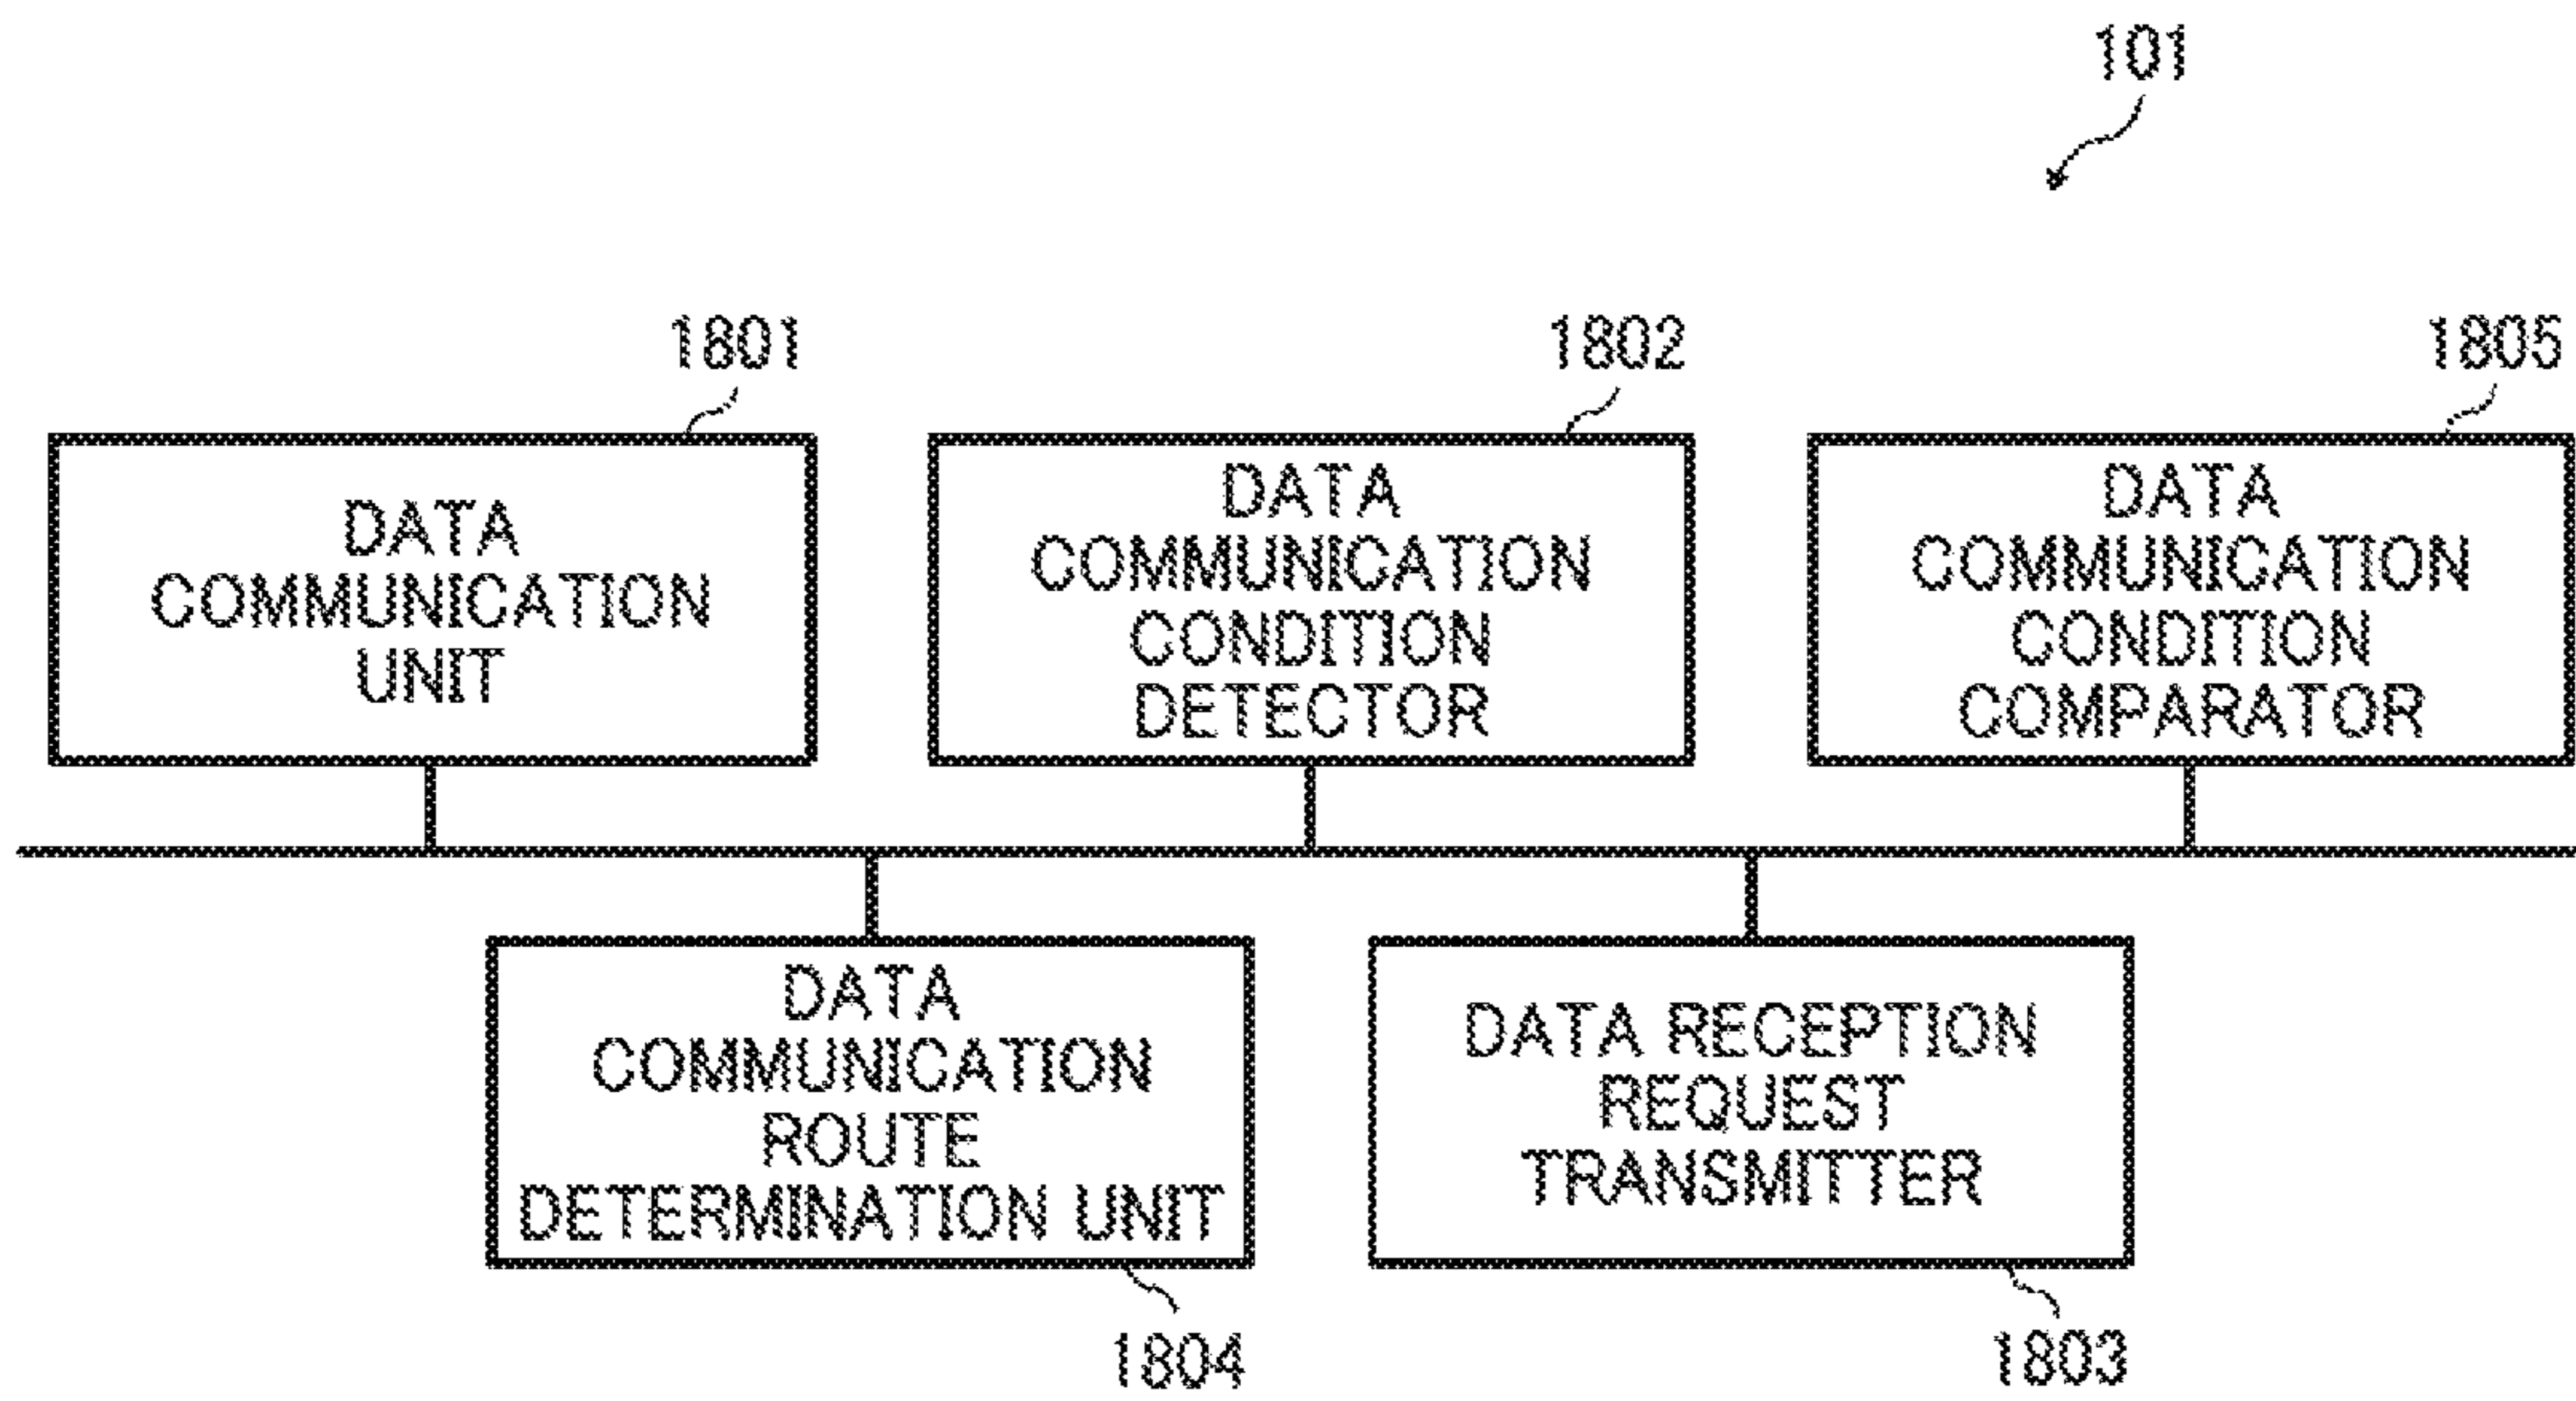 101
1801
1802
1805
DATA
COMMUNICATION
UNIT
DATA
COMMUNICATION
CONDITION
DETECTOR
DATA
COMMUNICATION
CONDITION
COMPARATOR
DATA
COMMUNICATION
ROUTE
DETERMINATION UNIT
DATA RECEPTION
REQUEST
TRANSMITTER
1804
1803